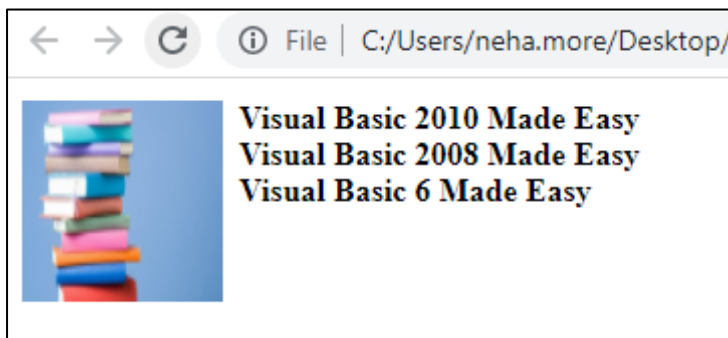 File | C:/Users/neha.more/Desktop/
Visual Basic 2010 Made Easy
Visual Basic 2008 Made Easy
Visual Basic 6 Made Easy